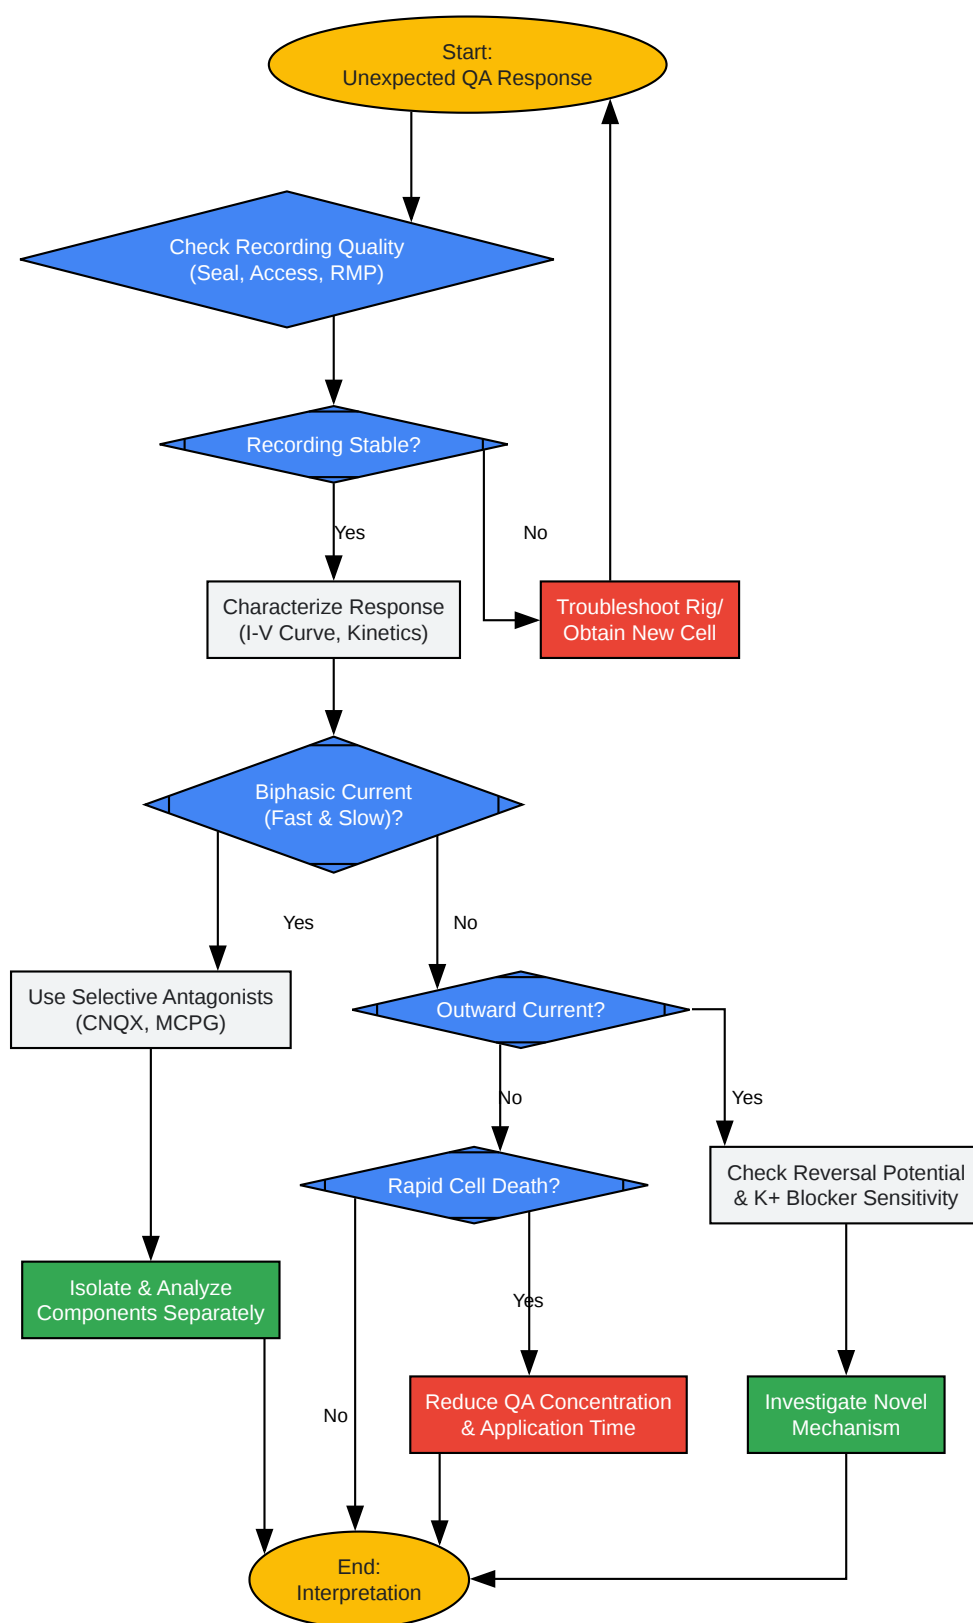 Start:
Unexpected QA Response
Check Recording Quality
(Seal, Access, RMP)
Recording Stable?
Yes
No
Characterize Response
(I-V Curve, Kinetics)
Troubleshoot Rig/
Obtain New Cell
Biphasic Current
(Fast & Slow)?
Yes
No
Use Selective Antagonists
(CNQX, MCPG)
Outward Current?
No
Yes
Rapid Cell Death?
Check Reversal Potential
& K+ Blocker Sensitivity
Isolate & Analyze
Components Separately
Yes
No
Reduce QA Concentration
& Application Time
Investigate Novel
Mechanism
End:
Interpretation